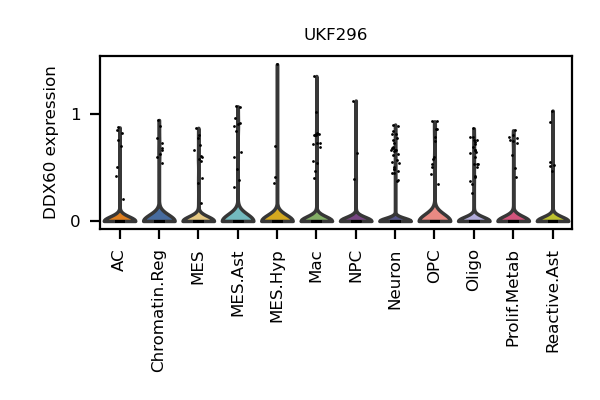 UKF296
DDX60 expression
1
0
AC
Chromatin.Reg
MES
MES.Ast
MES.Hyp
Mac
NPC
Neuron
OPC
Oligo
Prolif.Metab
Reactive.Ast